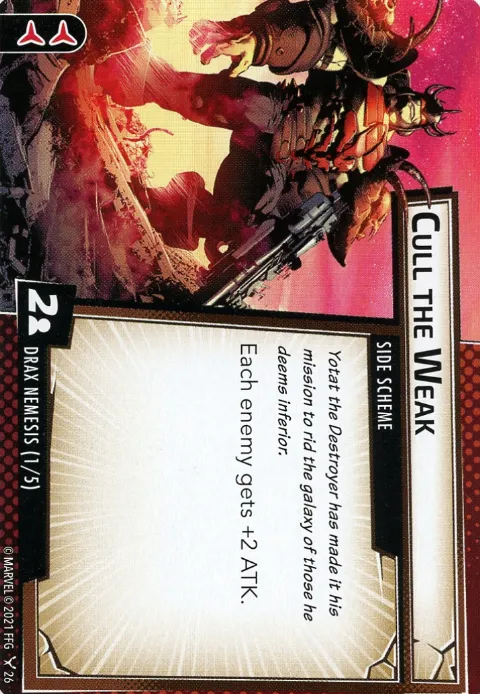 CULL THE WEAK
SIDE SCHEME
Yotat the Destroyer has made it his
mission to rid the galaxy of those he
deems inferior.
Each enemy gets +2 ATK.
2
DRAX NEMESIS (1/5)
© MARVEL © 2021 FFG 26